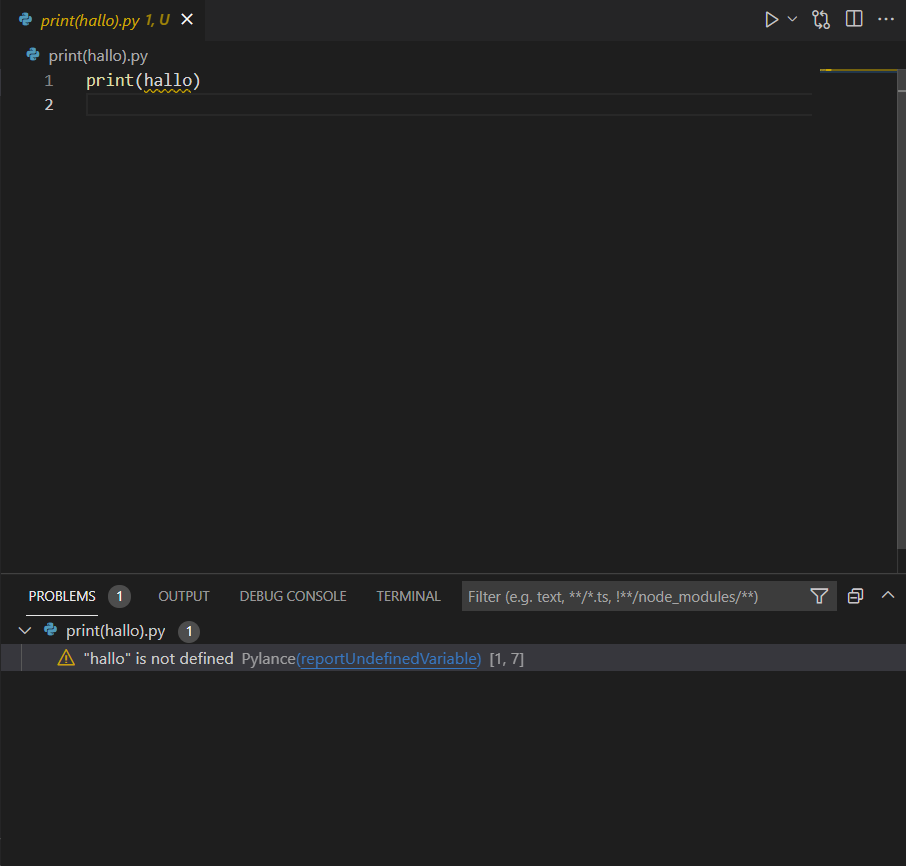 print(hallo).py 1, U
print(hallo).py
1 print(hallo)
2
PROBLEMS 1 OUTPUT DEBUG CONSOLE TERMINAL Filter (e.g. text, **/*.ts, !**/node_modules/**)
print(hallo).py 1
"hallo" is not defined Pylance(reportUndefinedVariable) [1, 7]